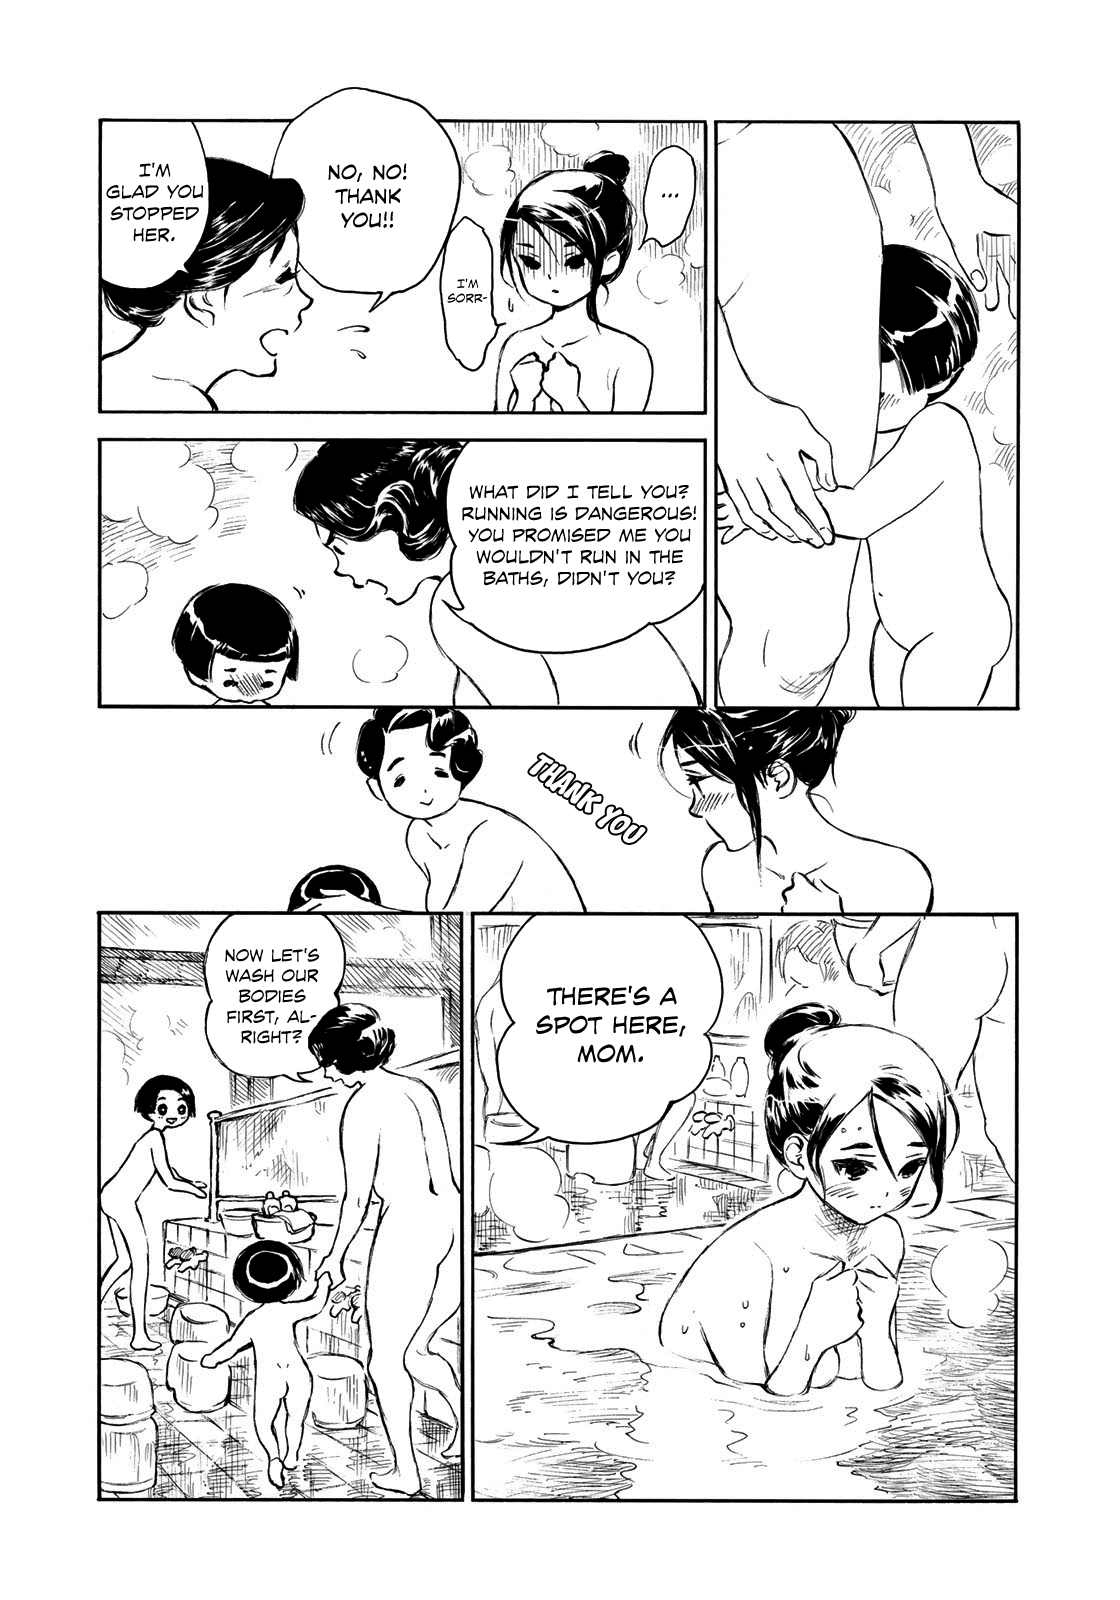 I'M
GLAD YOU
STOPPED
HER.
NO, NO!
THANK
YOU!!
I'M
SORR-
...
WHAT DID I TELL YOU?
RUNNING IS DANGEROUS!
YOU PROMISED ME YOU
WOULDN'T RUN IN THE
BATHS, DIDN'T YOU?
THANK YOU
NOW LET'S
WASH OUR
BODIES
FIRST, AL-
RIGHT?
THERE'S A
SPOT HERE,
MOM.